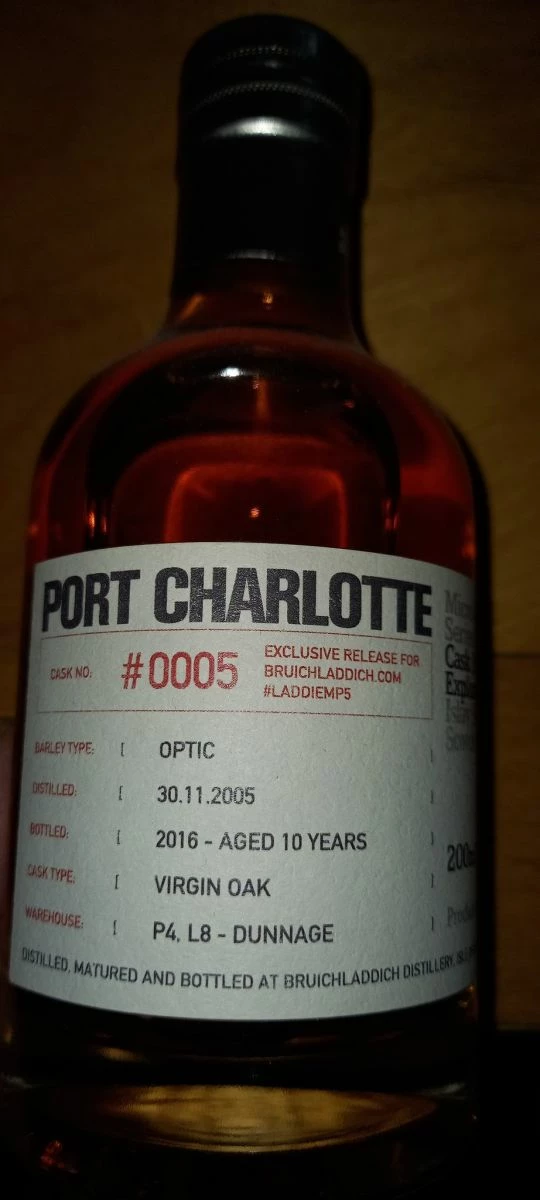 PORT CHARLOTTE
CASK NO: #0005
EXCLUSIVE RELEASE FOR
BRUICHLADDICH.COM
#LADDIEMP5
BARLEY TYPE: [ OPTIC ]
DISTILLED: [ 30.11.2005 ]
BOTTLED: [ 2016 - AGED 10 YEARS ]
CASK TYPE: [ VIRGIN OAK ]
WAREHOUSE: [ P4, L8 - DUNNAGE ]
DISTILLED, MATURED AND BOTTLED AT BRUICHLADDICH DISTILLERY,
Cask